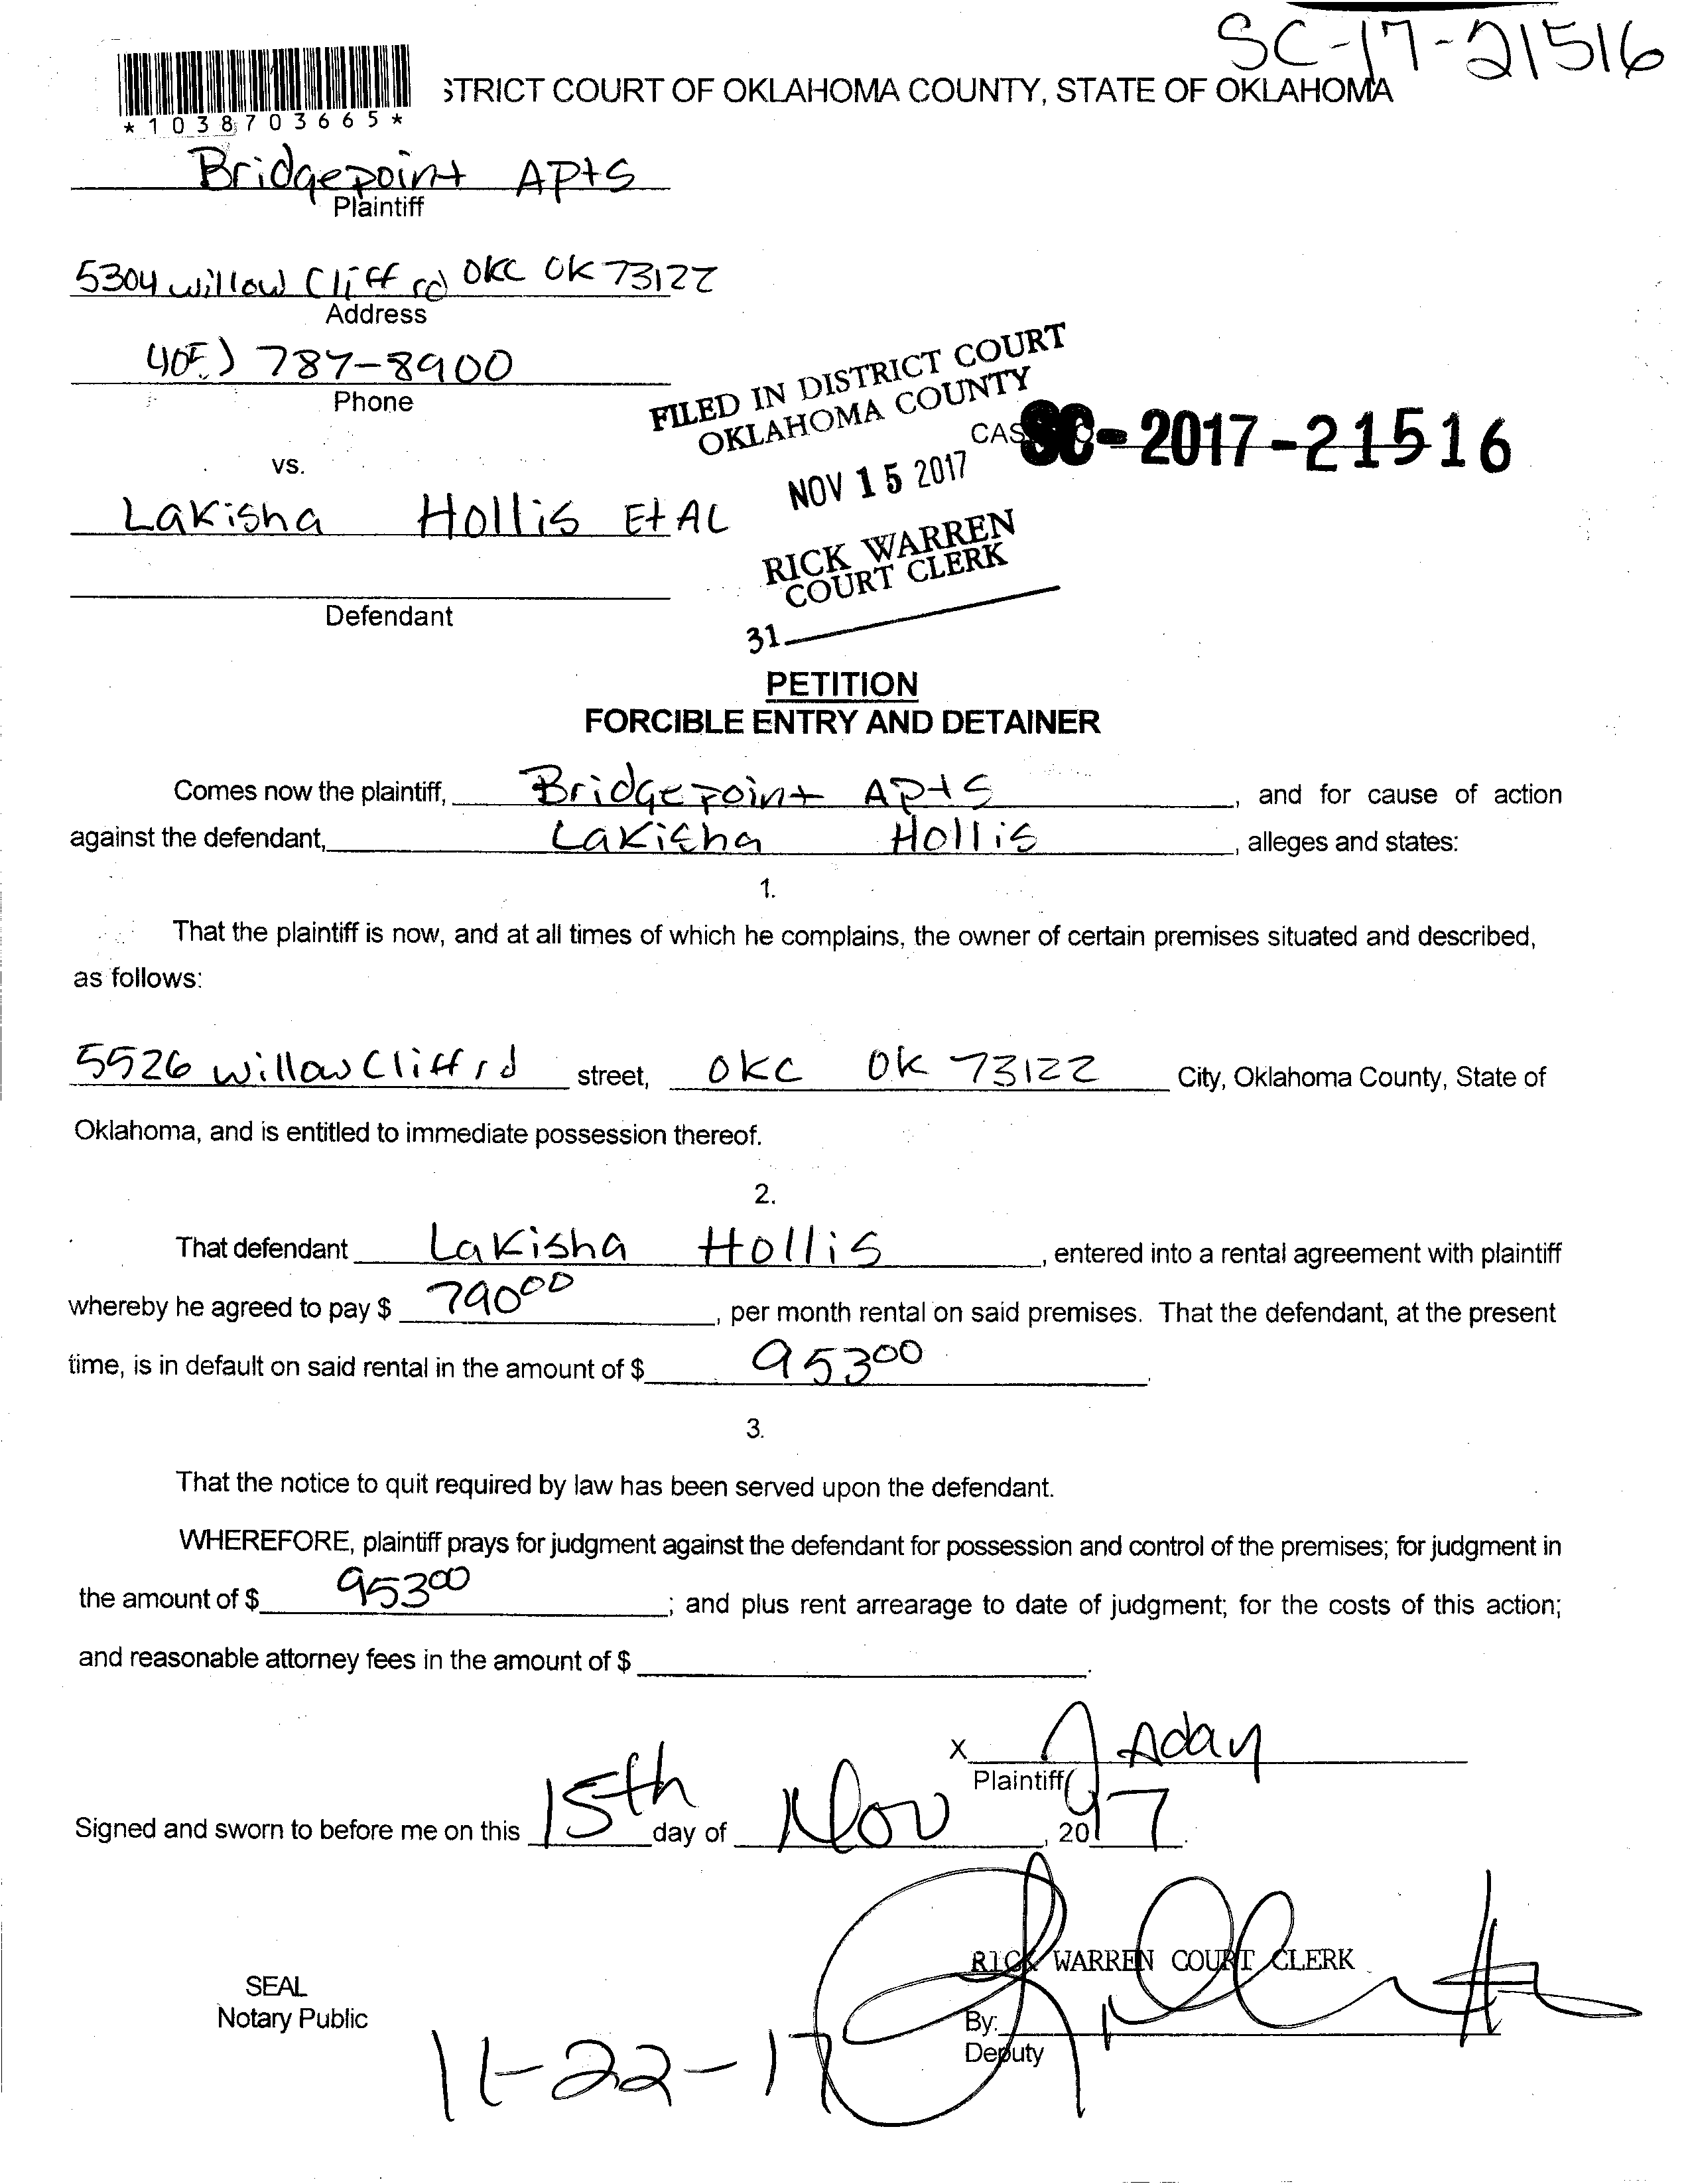 SC-17-21516
STRICT COURT OF OKLAHOMA COUNTY, STATE OF OKLAHOMA
*1038703665*
Bridgepoint APtS
Plaintiff
5304 willow Cliff rd OKC OK 73122
Address
405) 787-8900
Phone
FILED IN DISTRICT COURT
OKLAHOMA COUNTY
CAS SC-2017-21516
NOV 15 2017
vs.
Lakisha Hollis Et AL
RICK WARREN
COURT CLERK
Defendant
31
PETITION
FORCIBLE ENTRY AND DETAINER
Comes now the plaintiff, Bridgepoint APtS, and for cause of action
against the defendant, Lakisha Hollis, alleges and states:
1.
That the plaintiff is now, and at all times of which he complains, the owner of certain premises situated and described,
as follows:
5526 willow Cliff rd street, OKC OK 73122 City, Oklahoma County, State of
Oklahoma, and is entitled to immediate possession thereof.
2.
That defendant Lakisha Hollis, entered into a rental agreement with plaintiff
whereby he agreed to pay $ 790 00, per month rental on said premises. That the defendant, at the present
time, is in default on said rental in the amount of $ 953 00.
3.
That the notice to quit required by law has been served upon the defendant.
WHEREFORE, plaintiff prays for judgment against the defendant for possession and control of the premises; for judgment in
the amount of $ 953 00; and plus rent arrearage to date of judgment; for the costs of this action;
and reasonable attorney fees in the amount of $ .
X J Aday
Plaintiff
Signed and sworn to before me on this 15th day of Nov, 2017.
RICK WARREN COURT CLERK
SEAL
Notary Public
By:
Deputy
11-22-17